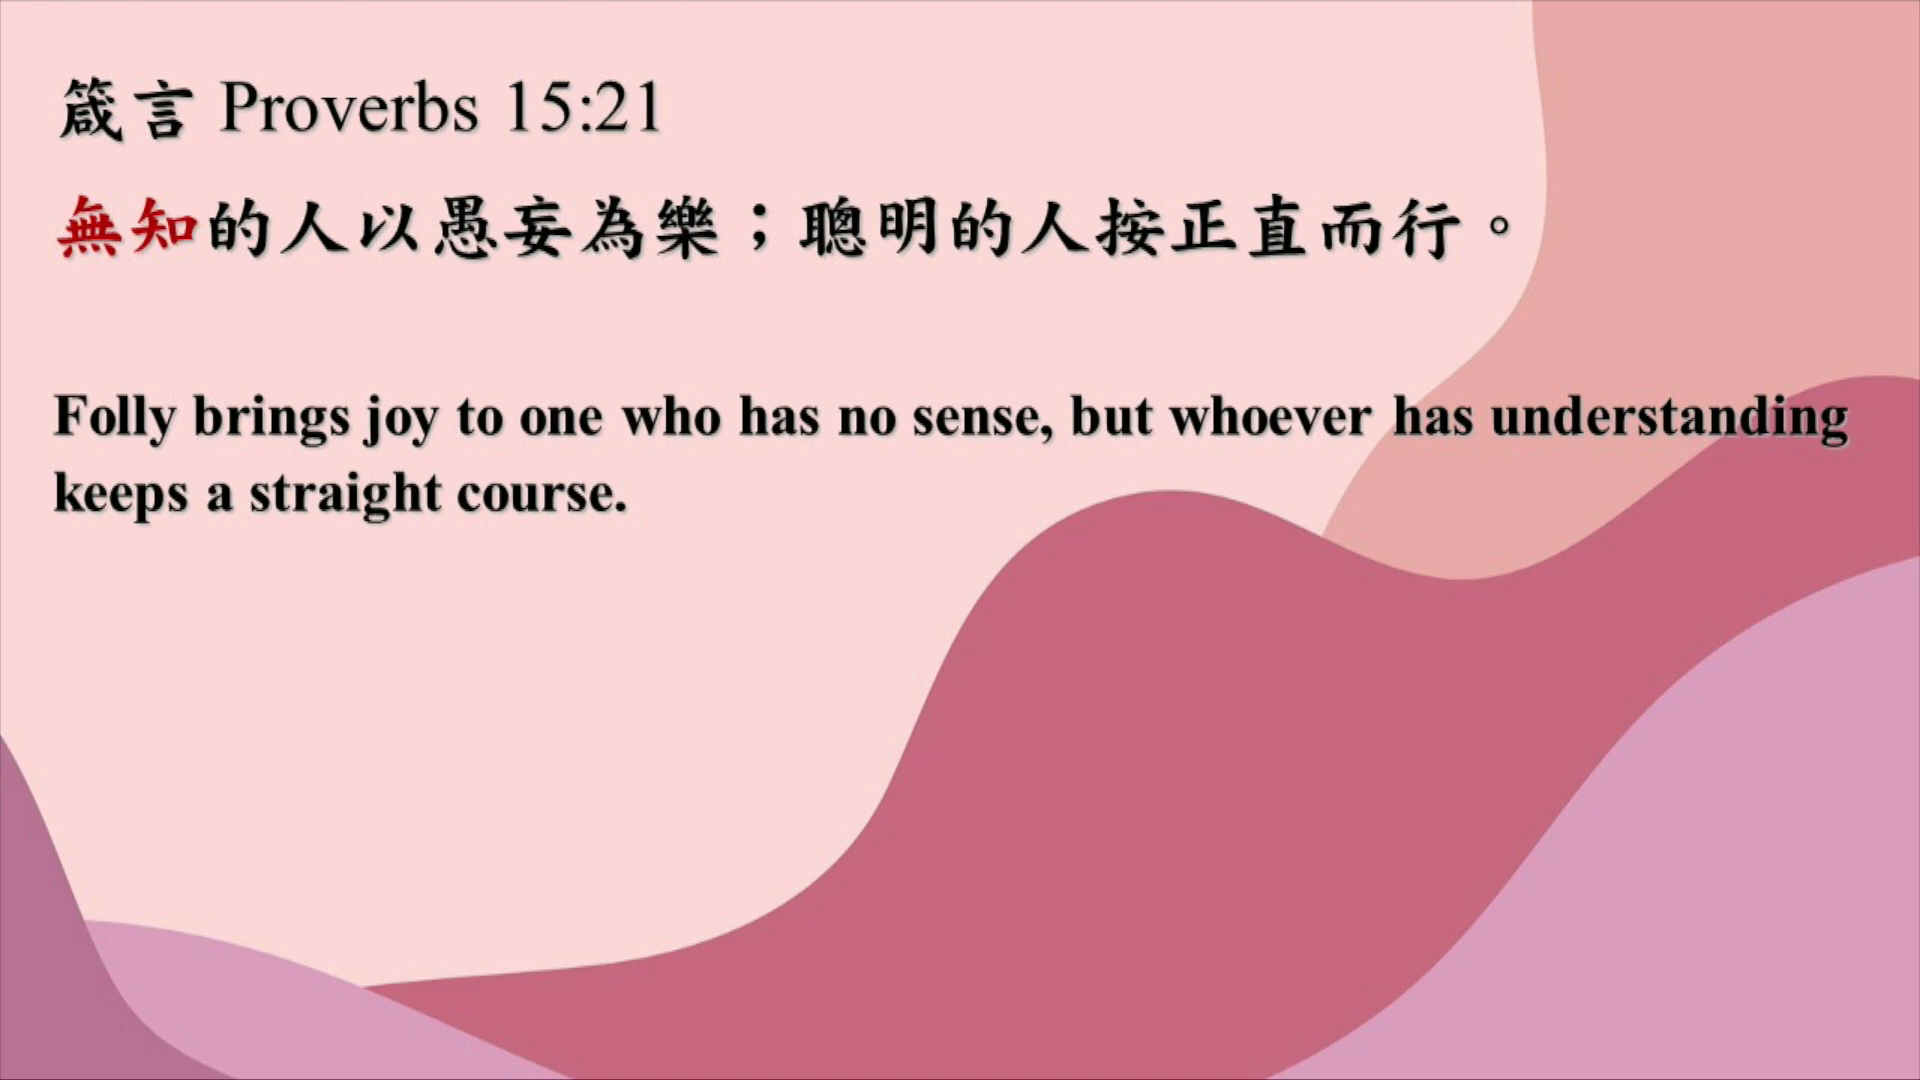 箴言 Proverbs 15:21
無知的人以愚妄為樂；聰明的人按正直而行。
Folly brings joy to one who has no sense, but whoever has understanding
keeps a straight course.